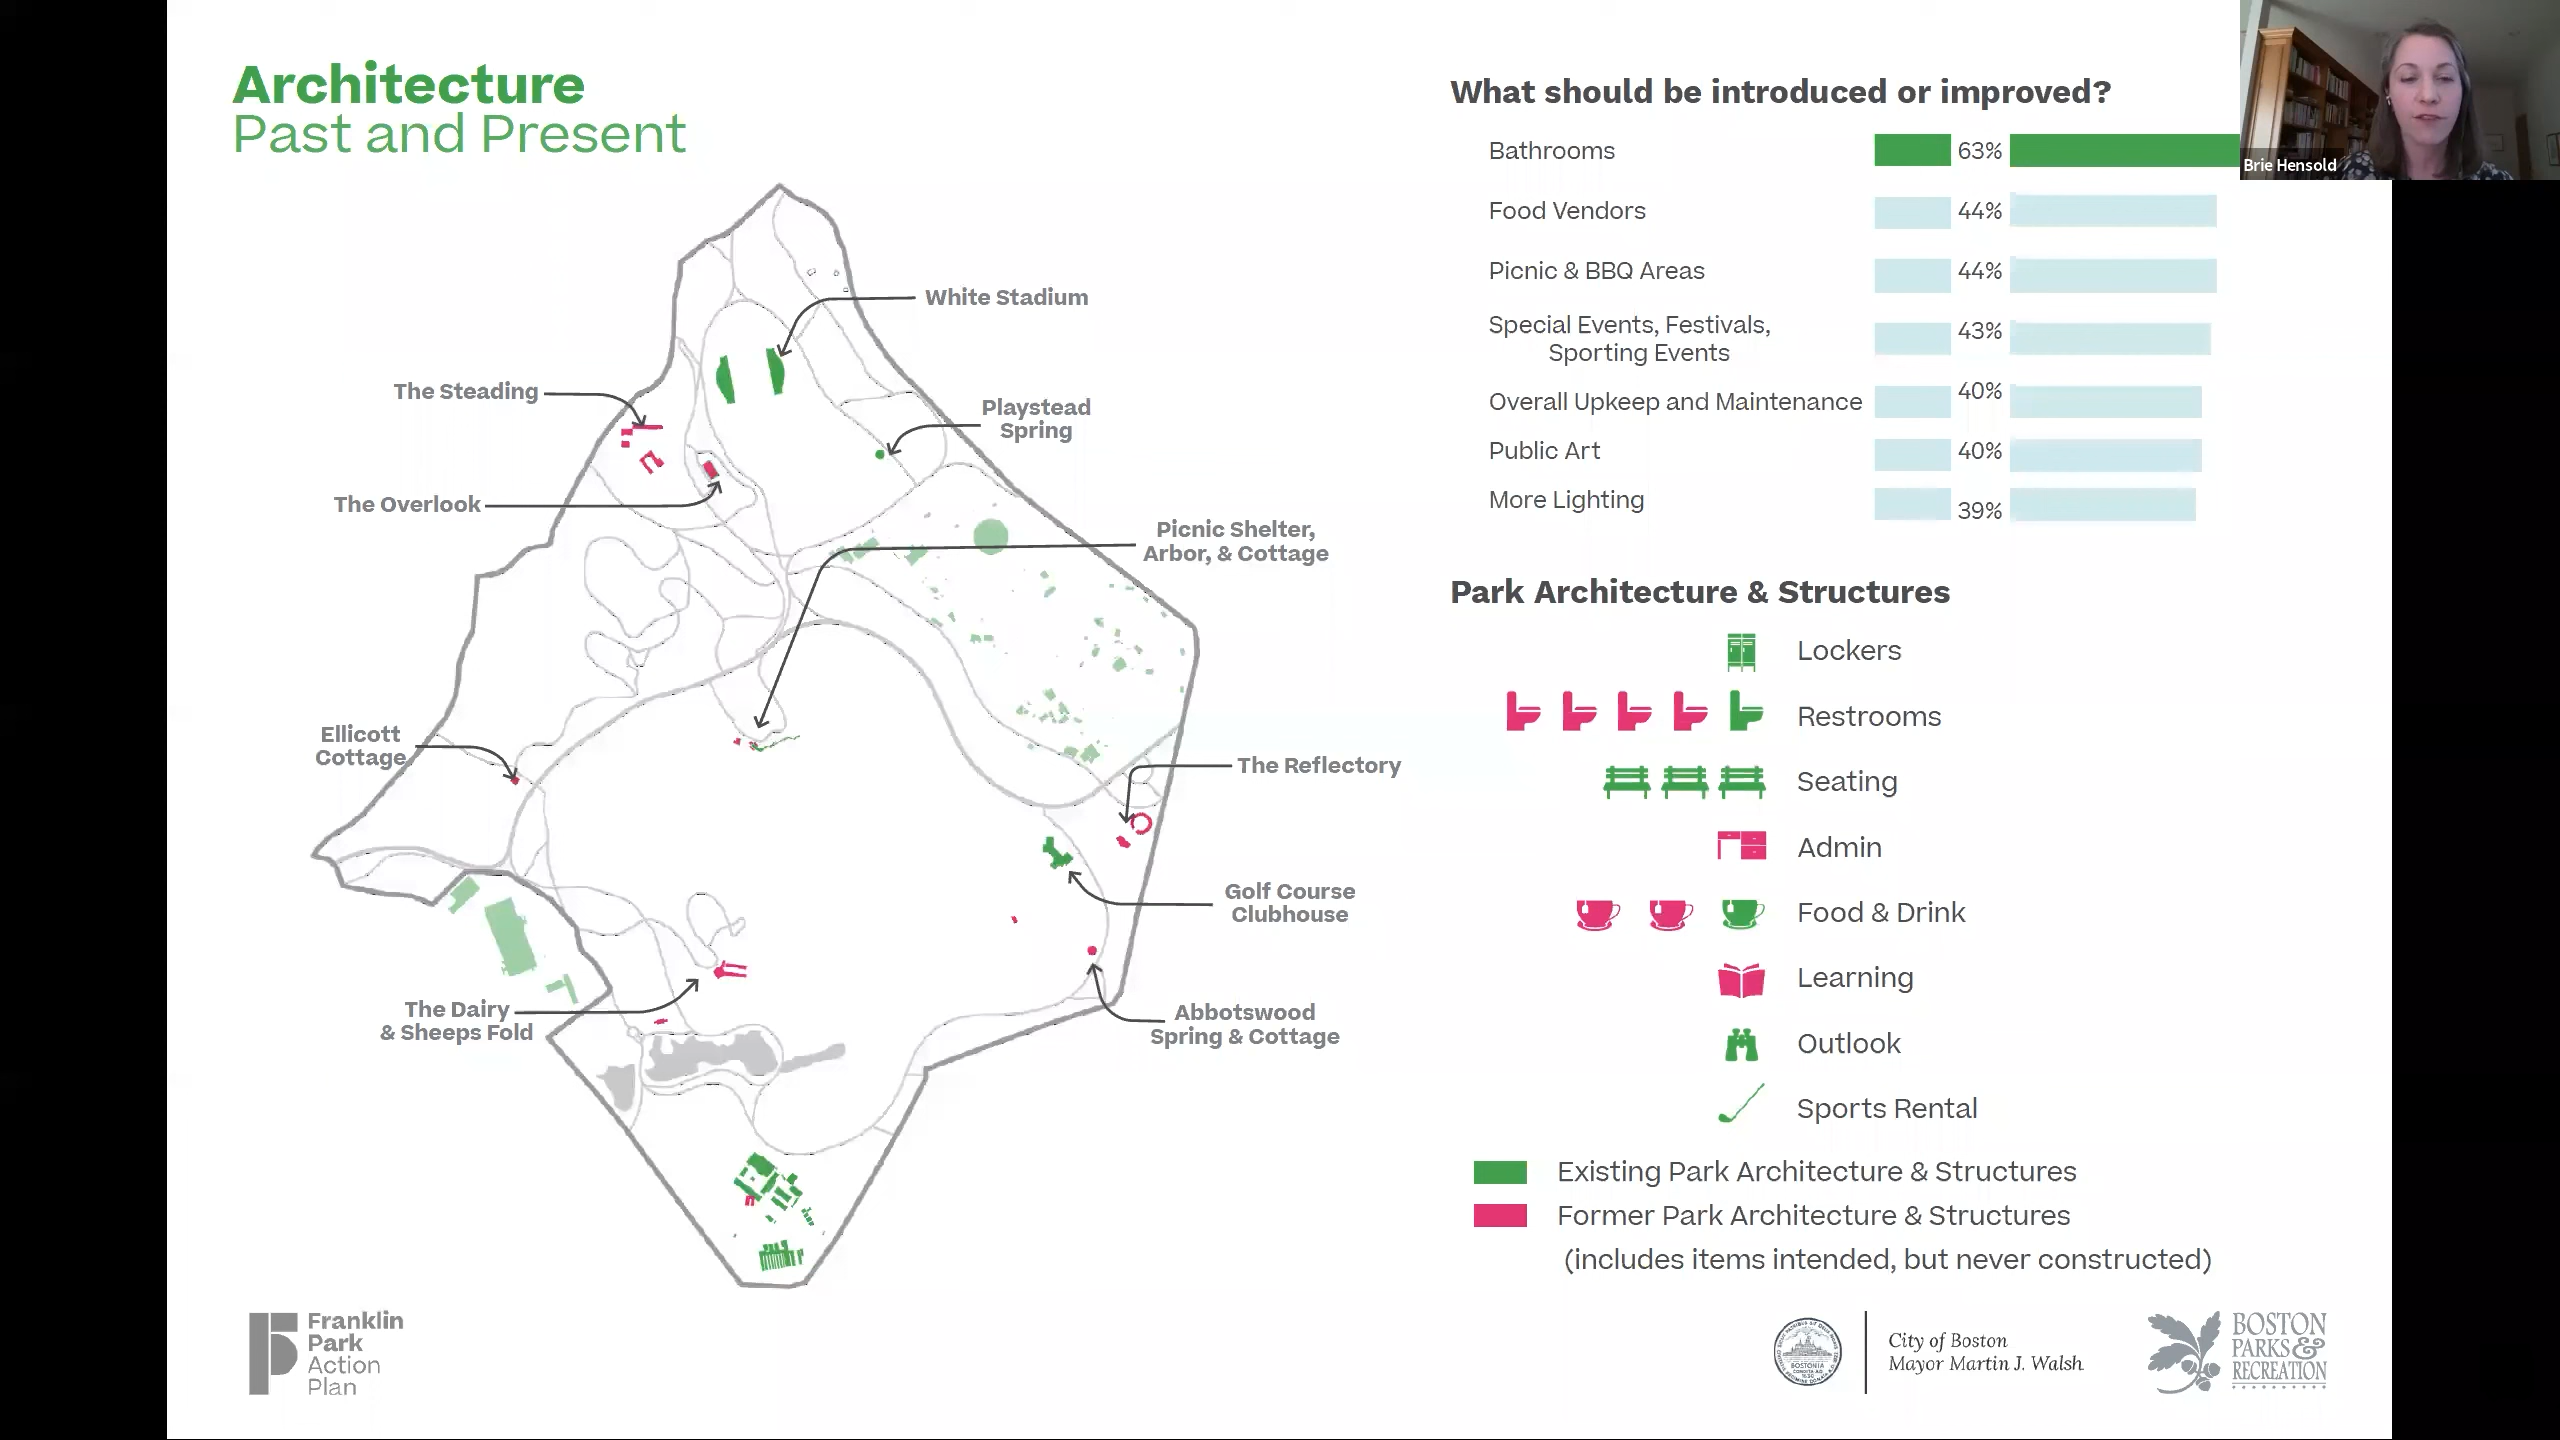 Architecture
Past and Present
White Stadium
The Steading
Playstead
Spring
The Overlook
Picnic Shelter,
Arbor, & Cottage
Ellicott
Cottage
The Reflectory
Golf Course
Clubhouse
The Dairy
& Sheeps Fold
Abbotswood
Spring & Cottage
What should be introduced or improved?
Bathrooms 63%
Food Vendors 44%
Picnic & BBQ Areas 44%
Special Events, Festivals,
Sporting Events 43%
Overall Upkeep and Maintenance 40%
Public Art 40%
More Lighting 39%
Brie Hensold
Park Architecture & Structures
Lockers
Restrooms
Seating
Admin
Food & Drink
Learning
Outlook
Sports Rental
Existing Park Architecture & Structures
Former Park Architecture & Structures
(includes items intended, but never constructed)
Franklin
Park
Action
Plan
City of Boston
Mayor Martin J. Walsh
BOSTON
PARKS &
RECREATION